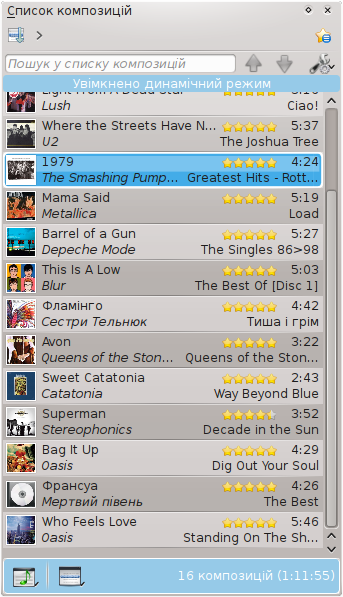 Список композицій
Пошук у списку композицій
Увімкнено динамічний режим
Lush Ciao!
Where the Streets Have N... 5:37
U2 The Joshua Tree
1979 4:24
The Smashing Pump... Greatest Hits - Rott...
Mama Said 5:19
Metallica Load
Barrel of a Gun 5:27
Depeche Mode The Singles 86>98
This Is A Low 5:03
Blur The Best Of [Disc 1]
Фламінго 4:42
Сестри Тельнюк Тиша і грім
Avon 3:22
Queens of the Ston... Queens of the Ston...
Sweet Catatonia 2:43
Catatonia Way Beyond Blue
Superman 3:52
Stereophonics Decade in the Sun
Bag It Up 4:29
Oasis Dig Out Your Soul
Франсуа 4:26
Мертвий півень The Best
Who Feels Love 5:46
Oasis Standing On The Sh...
16 композицій (1:11:55)